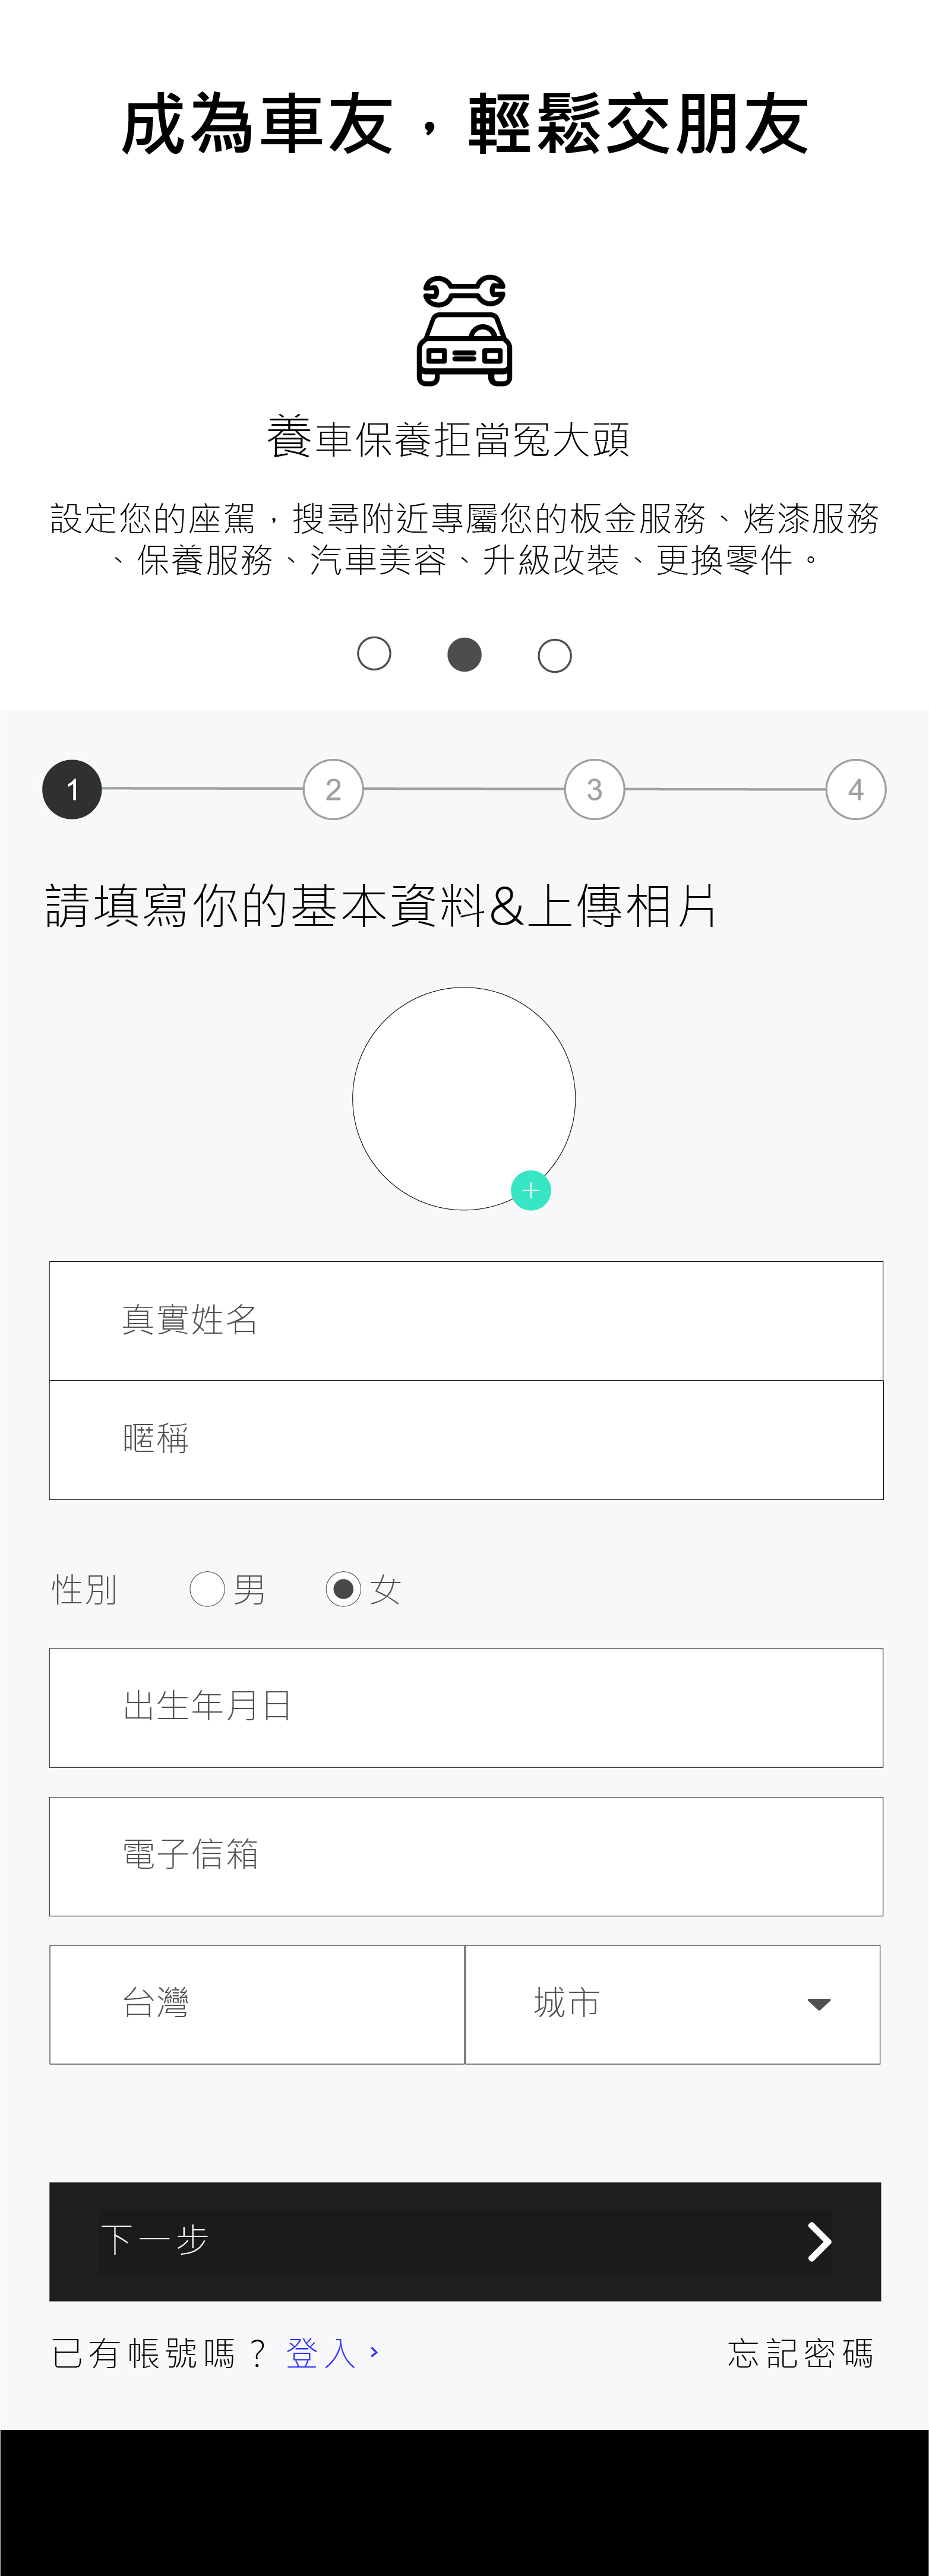 成為車友，輕鬆交朋友
養車保養拒當冤大頭
設定您的座駕，搜尋附近專屬您的板金服務、烤漆服務
、保養服務、汽車美容、升級改裝、更換零件。
1 2 3 4
請填寫你的基本資料&上傳相片
真實姓名
暱稱
性別 男 女
出生年月日
電子信箱
台灣 城市
下一步
已有帳號嗎？登入 忘記密碼